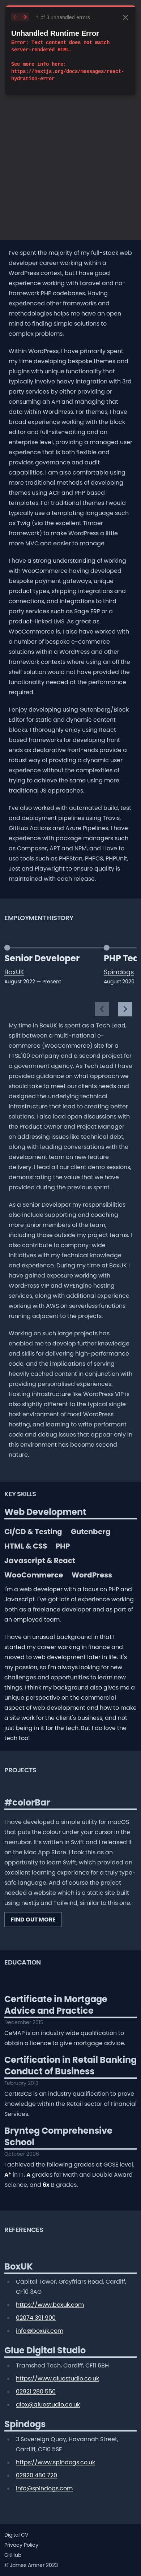 1 of 3 unhandled errors
Unhandled Runtime Error
Error: Text content does not match
server-rendered HTML.
See more info here:
https://nextjs.org/docs/messages/react-
hydration-error
I've spent the majority of my full-stack web
developer career working within a
WordPress context, but I have good
experience working with Laravel and no-
framework PHP codebases. Having
experienced other frameworks and
methodologies helps me have an open
mind to finding simple solutions to
complex problems.
Within WordPress, I have primarily spent
my time developing bespoke themes and
plugins with unique functionality that
typically involve heavy integration with 3rd
party services by either providing or
consuming an API and managing that
data within WordPress. For themes, I have
broad experience working with the block
editor and full-site-editing and an
enterprise level, providing a managed user
experience that is both flexible and
provides governance and audit
capabilities. I am also comfortable using
more traditional methods of developing
themes using ACF and PHP based
templates. For traditional themes I would
typically use a templating language such
as Twig (via the excellent Timber
framework) to make WordPress a little
more MVC and easier to manage.
I have a strong understanding of working
with WooCommerce having developed
bespoke payment gateways, unique
product types, shipping integrations and
connections, and integrations to third
party services such as Sage ERP or a
product-linked LMS. As great as
WooCommerce is, I also have worked with
a number of bespoke e-commerce
solutions within a WordPress and other
framework contexts where using an off the
shelf solution would not have provided the
functionality needed at the performance
required.
I enjoy developing using Gutenberg/Block
Editor to create static and dynamic content
blocks. I thoroughly enjoy using React
based frameworks for developing front
ends as declarative front-ends provide a
robust way of developing a dynamic user
experience without the complexities of
trying to achieve the same using more
traditional JS approaches.
I've also worked with automated build, test
and deployment pipelines using Travis,
GitHub Actions and Azure Pipelines. I have
experience with package managers such
as Composer, APT and NPM, and I love to
use tools such as PHPStan, PHPCS, PHPUnit,
Jest and Playwright to ensure quality is
maintained with each release.
EMPLOYMENT HISTORY
Senior Developer
PHP Tec
BoxUK
Spindogs
August 2022 — Present
August 2020
My time in BoxUK is spent as a Tech Lead,
split between a multi-national e-
commerce (WooCommerce) site for a
FTSE100 company and a second project for
a government agency. As Tech Lead I have
provided guidance on what approach we
should take to meet our clients needs and
designed the underlying technical
infrastructure that lead to creating better
solutions. I also lead open discussions with
the Product Owner and Project Manager
on addressing issues like technical debt,
along with leading conversations with the
development team on new feature
delivery. I lead all our client demo sessions,
demonstrating the value that we have
provided during the previous sprint.
As a Senior Developer my responsibilities
also include supporting and coaching
more junior members of the team,
including those outside my project teams. I
also contribute to company-wide
initiatives with my technical knowledge
and experience. During my time at BoxUK I
have gained exposure working with
WordPress VIP and WPEngine hosting
services, along with additional experience
working with AWS on serverless functions
running adjacent to the projects.
Working on such large projects has
enabled me to develop further knowledge
and skills for delivering high-performant
code, and the implications of serving
heavily cached content in conjunction with
providing personalised experiences.
Hosting infrastructure like WordPress VIP is
also slightly different to the typical single-
host environment of most WordPress
hosting, and learning to write performant
code and debug issues that appear only in
this environment has become second
nature.
KEY SKILLS
Web Development
CI/CD & Testing Gutenberg
HTML & CSS PHP
Javascript & React
WooCommerce WordPress
I'm a web developer with a focus on PHP and
Javascript. I've got lots of experience working
both as a freelance developer and as part of
an employed team.
I have an unusual background in that I
started my career working in finance and
moved to web development later in life. It's
my passion, so I'm always looking for new
challenges and opportunities to learn new
things. I think my background also gives me a
unique perspective on the commercial
aspect of web development and how to make
a site work for the client's business, and not
just being in it for the tech. But I do love the
tech too!
PROJECTS
#colorBar
I have developed a simple utility for macOS
that puts the colour under your cursor in the
menubar. It's written in Swift and I released it
on the Mac App Store. I took this as an
opportunity to learn Swift, which provided an
excellent learning experience for a truly type-
safe language. And of course the project
needed a website which is a static site built
using next.js and Tailwind, similar to this one.
FIND OUT MORE
EDUCATION
Certificate in Mortgage
Advice and Practice
December 2015
CeMAP is an industry wide qualification to
obtain a license to give mortgage advice.
Certification in Retail Banking
Conduct of Business
February 2013
CertRBCB is an industry qualification to prove
knowledge within the Retail sector of Financial
Services.
Brynteg Comprehensive
School
October 2006
I achieved the following grades at GCSE level.
A* in IT, A grades for Math and Double Award
Science, and 6x B grades.
REFERENCES
BoxUK
Capital Tower, Greyfriars Road, Cardiff,
CF10 3AG
https://www.boxuk.com
02074 391 900
info@boxuk.com
Glue Digital Studio
Tramshed Tech, Cardiff, CF11 6BH
https://www.gluestudio.co.uk
02921 280 550
alex@gluestudio.co.uk
Spindogs
3 Sovereign Quay, Havannah Street,
Cardiff, CF10 5SF
https://www.spindogs.co.uk
02920 480 720
info@spindogs.com
Digital CV
Privacy Policy
GitHub
© James Amner 2023